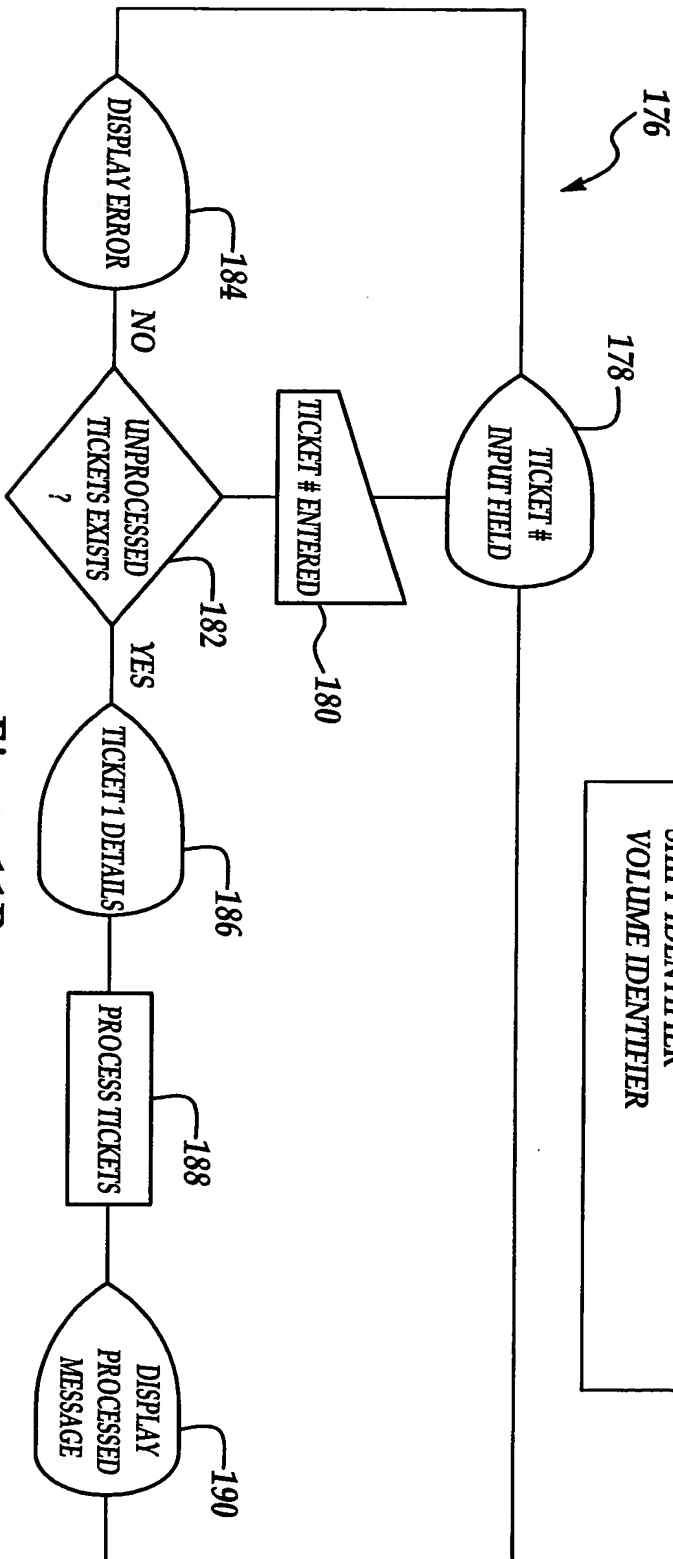 176
178
TICKET #
INPUT FIELD
TICKET # ENTERED
180
DISPLAY ERROR
184
NO
UNPROCESSED
TICKETS EXISTS
?
182
YES
TICKET 1 DETAILS
186
PROCESS TICKETS
188
DISPLAY
PROCESSED
MESSAGE
190
IDENTIFIER
VOLUME IDENTIFIER